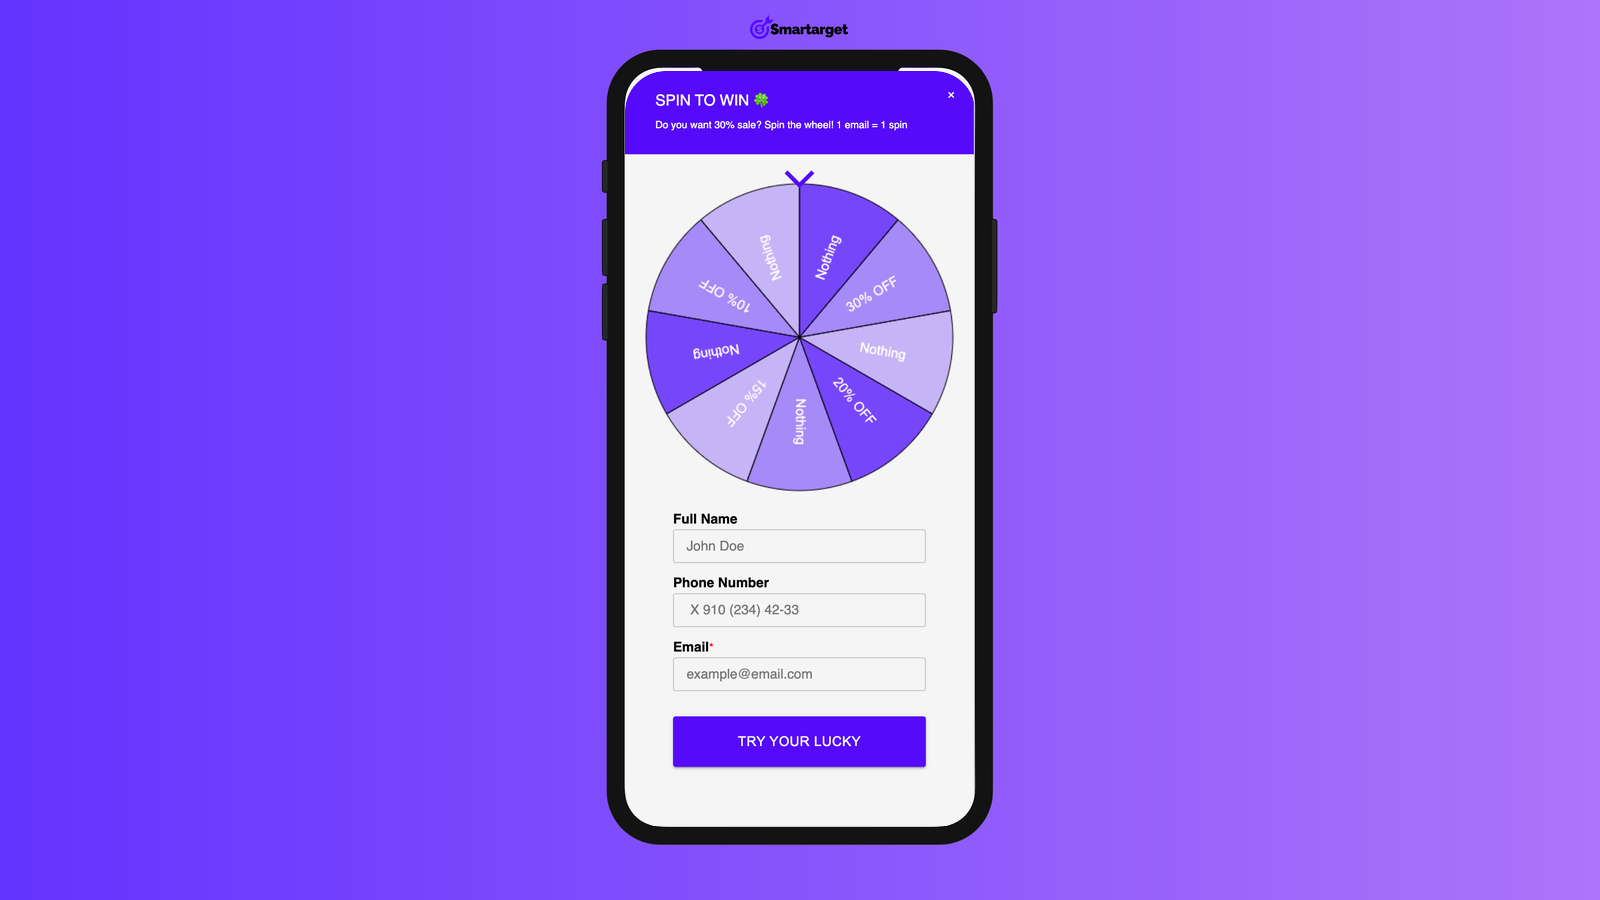 Smartarget
SPIN TO WIN 🍀
×
Do you want 30% sale? Spin the wheel! 1 email = 1 spin
Nothing
30% OFF
Nothing
20% OFF
Nothing
15% OFF
Nothing
10% OFF
Nothing
Full Name
John Doe
Phone Number
X 910 (234) 42-33
Email*
example@email.com
TRY YOUR LUCKY